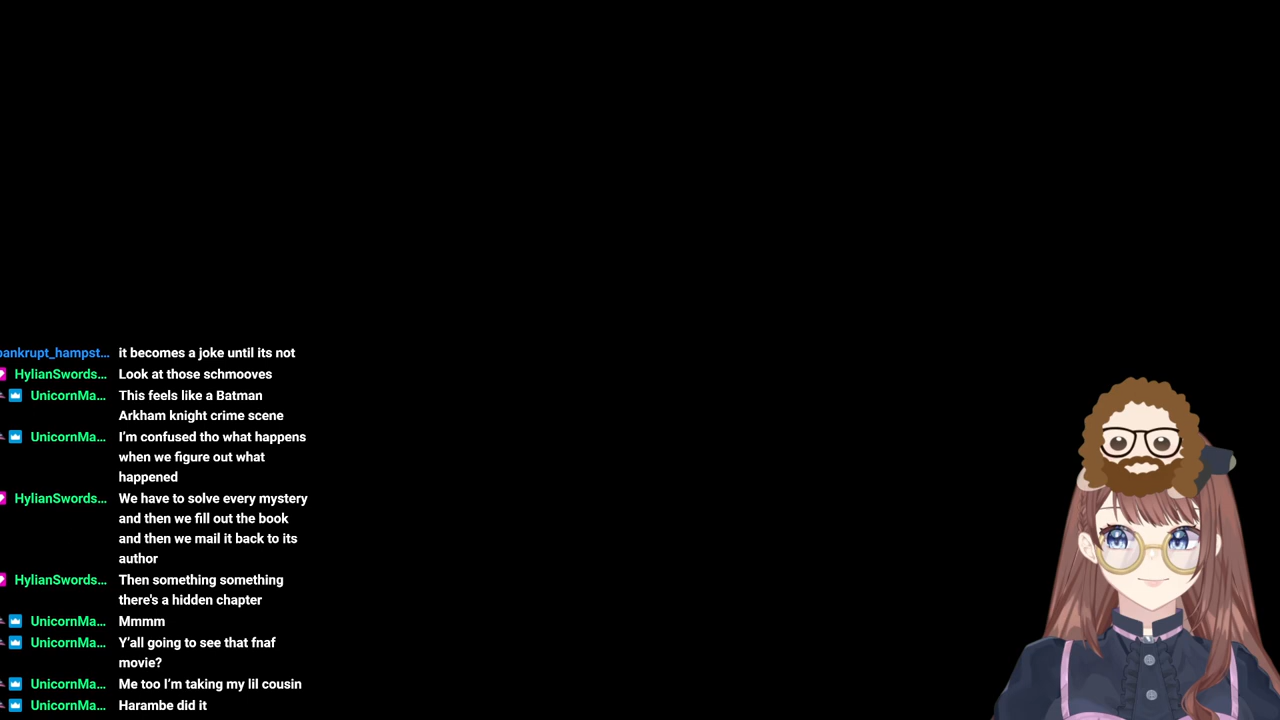 bankrupt_hampst... it becomes a joke until its not
HylianSwords... Look at those schmooves
UnicornMa... This feels like a Batman
Arkham knight crime scene
UnicornMa... I'm confused tho what happens
when we figure out what
happened
HylianSwords... We have to solve every mystery
and then we fill out the book
and then we mail it back to its
author
HylianSwords... Then something something
there's a hidden chapter
UnicornMa... Mmmm
UnicornMa... Y'all going to see that fnaf
movie?
UnicornMa... Me too I'm taking my lil cousin
UnicornMa... Harambe did it